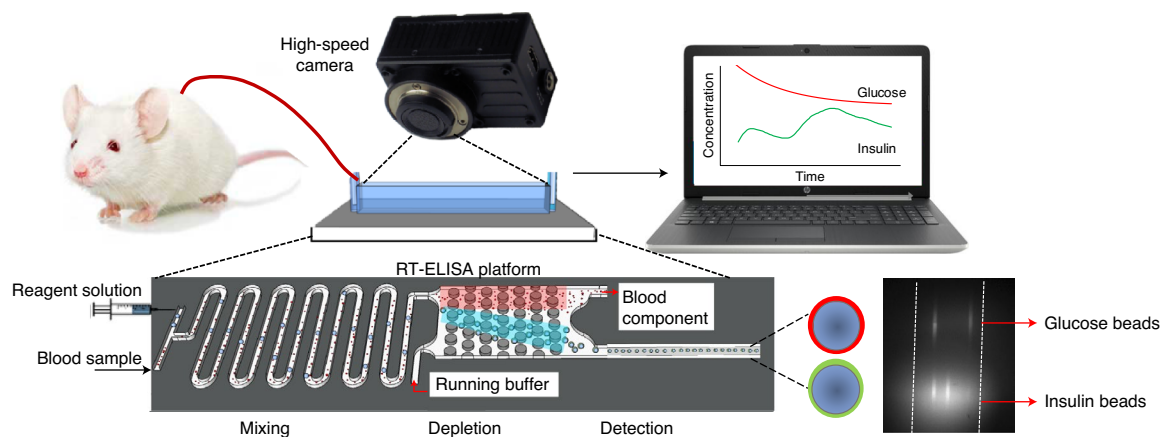 High-speed
camera
Concentration
Glucose
Insulin
Time
hp
RT-ELISA platform
Reagent solution
Blood
component
Glucose beads
Blood sample
Running buffer
Insulin beads
Mixing
Depletion
Detection